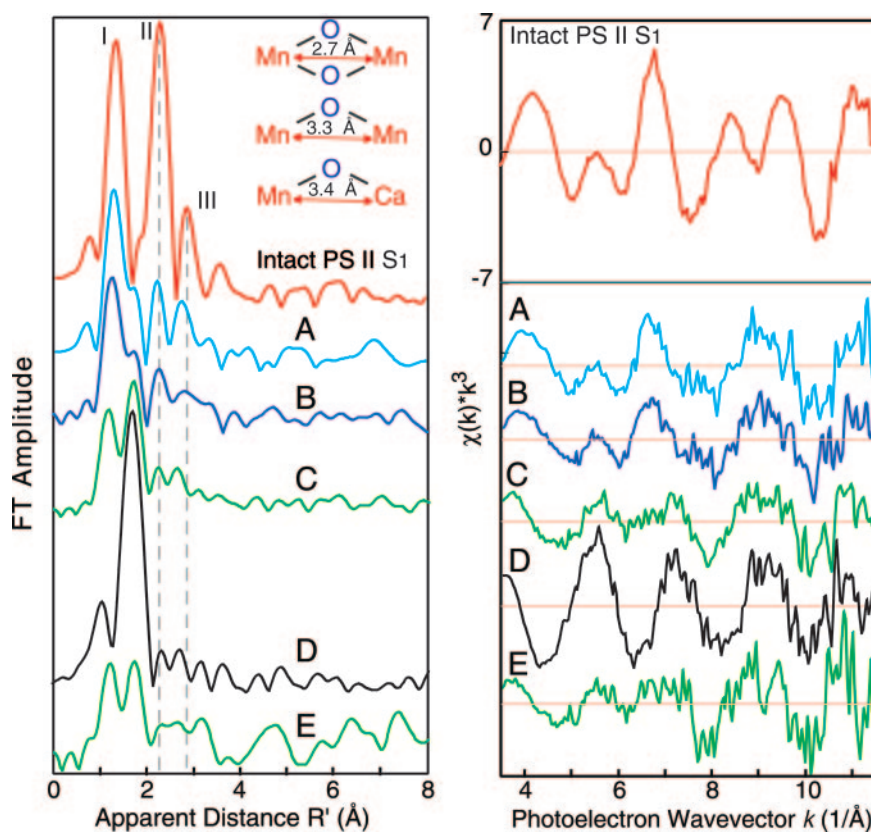 I II III
O
Mn 2.7 Å Mn
O
O
Mn 3.3 Å Mn
O
Mn 3.4 Å Ca
Intact PS II S1
A
B
C
D
E
FT Amplitude
0 2 4 6 8
Apparent Distance R' (Å)
7
Intact PS II S1
0
-7
A
B
C
D
E
χ(k)*k³
4 6 8 10
Photoelectron Wavevector k (1/Å)